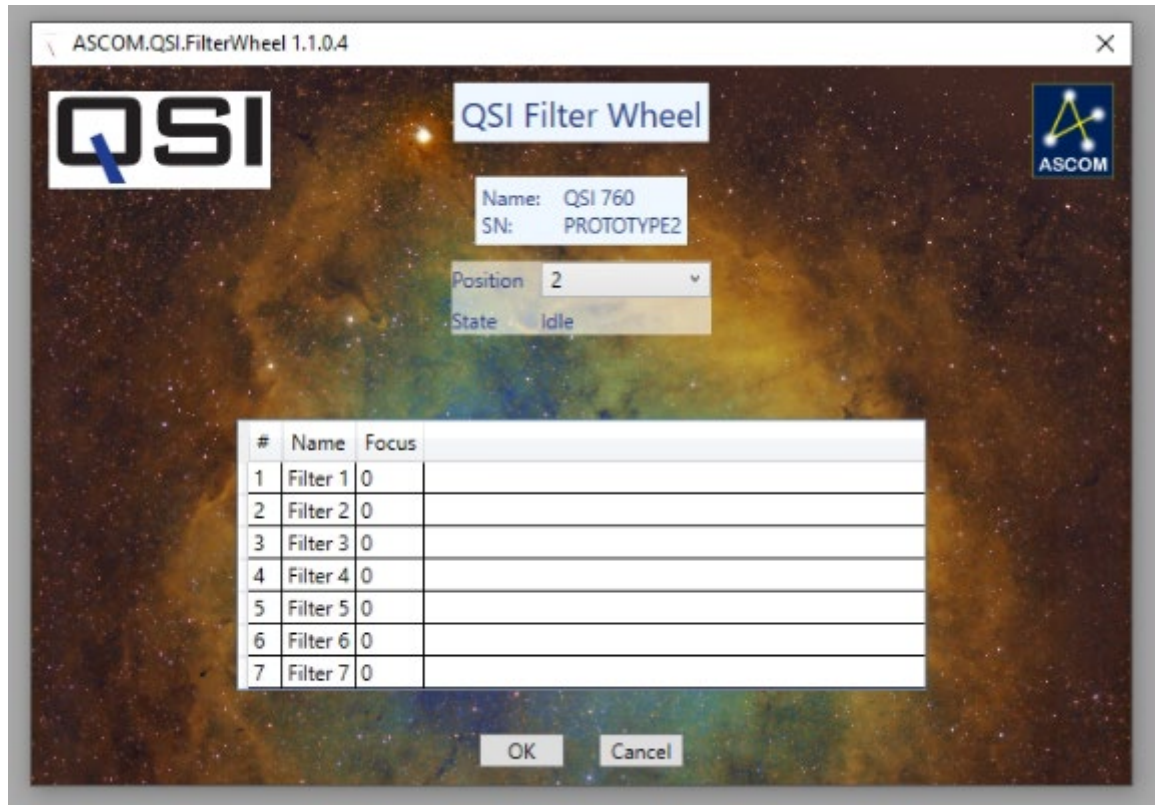 ASCOM.QSI.FilterWheel 1.1.0.4
QSI
QSI Filter Wheel
ASCOM
Name: QSI 760
SN: PROTOTYPE2
Position 2
State Idle
# Name Focus
1 Filter 1 0
2 Filter 2 0
3 Filter 3 0
4 Filter 4 0
5 Filter 5 0
6 Filter 6 0
7 Filter 7 0
OK Cancel